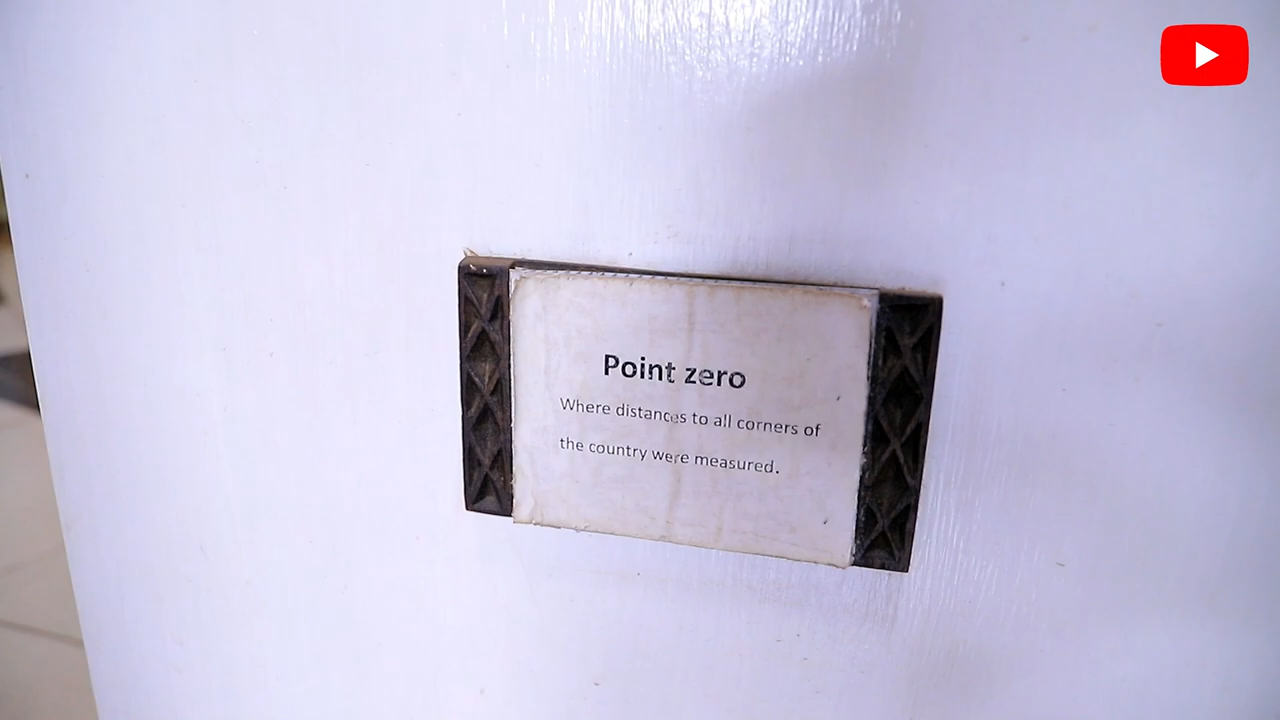 Point zero
Where distances to all corners of
the country were measured.